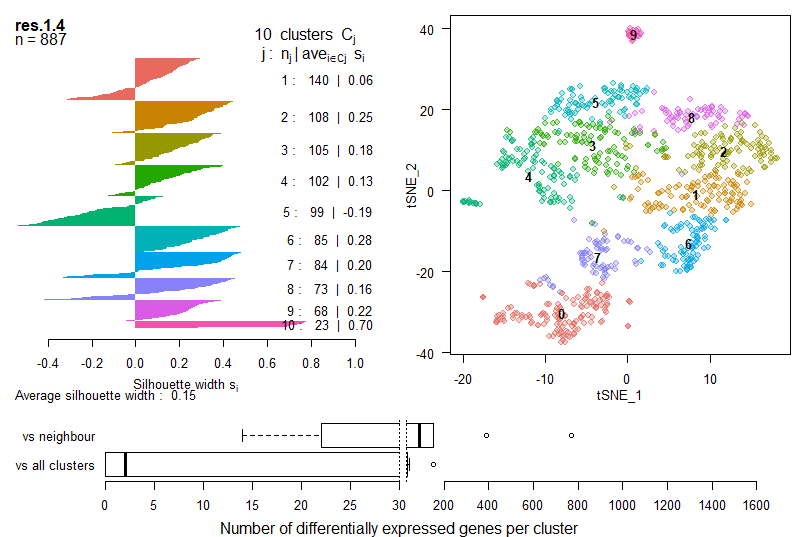 res.1.4
n = 887
10 clusters Cj
j : nj | avei∈Cj si
1 : 140 | 0.06
2 : 108 | 0.25
3 : 105 | 0.18
4 : 102 | 0.13
5 : 99 | -0.19
6 : 85 | 0.28
7 : 84 | 0.20
8 : 73 | 0.16
9 : 68 | 0.22
10 : 23 | 0.70
-0.4 -0.2 0.0 0.2 0.4 0.6 0.8 1.0
Silhouette width si
Average silhouette width : 0.15
40
20
0
-20
-40
tSNE_2
9
5
8
3
2
4
1
6
7
0
-20 -10 0 10
tSNE_1
vs neighbour
vs all clusters
0 5 10 15 20 25 30 200 400 600 800 1000 1200 1400 1600
Number of differentially expressed genes per cluster